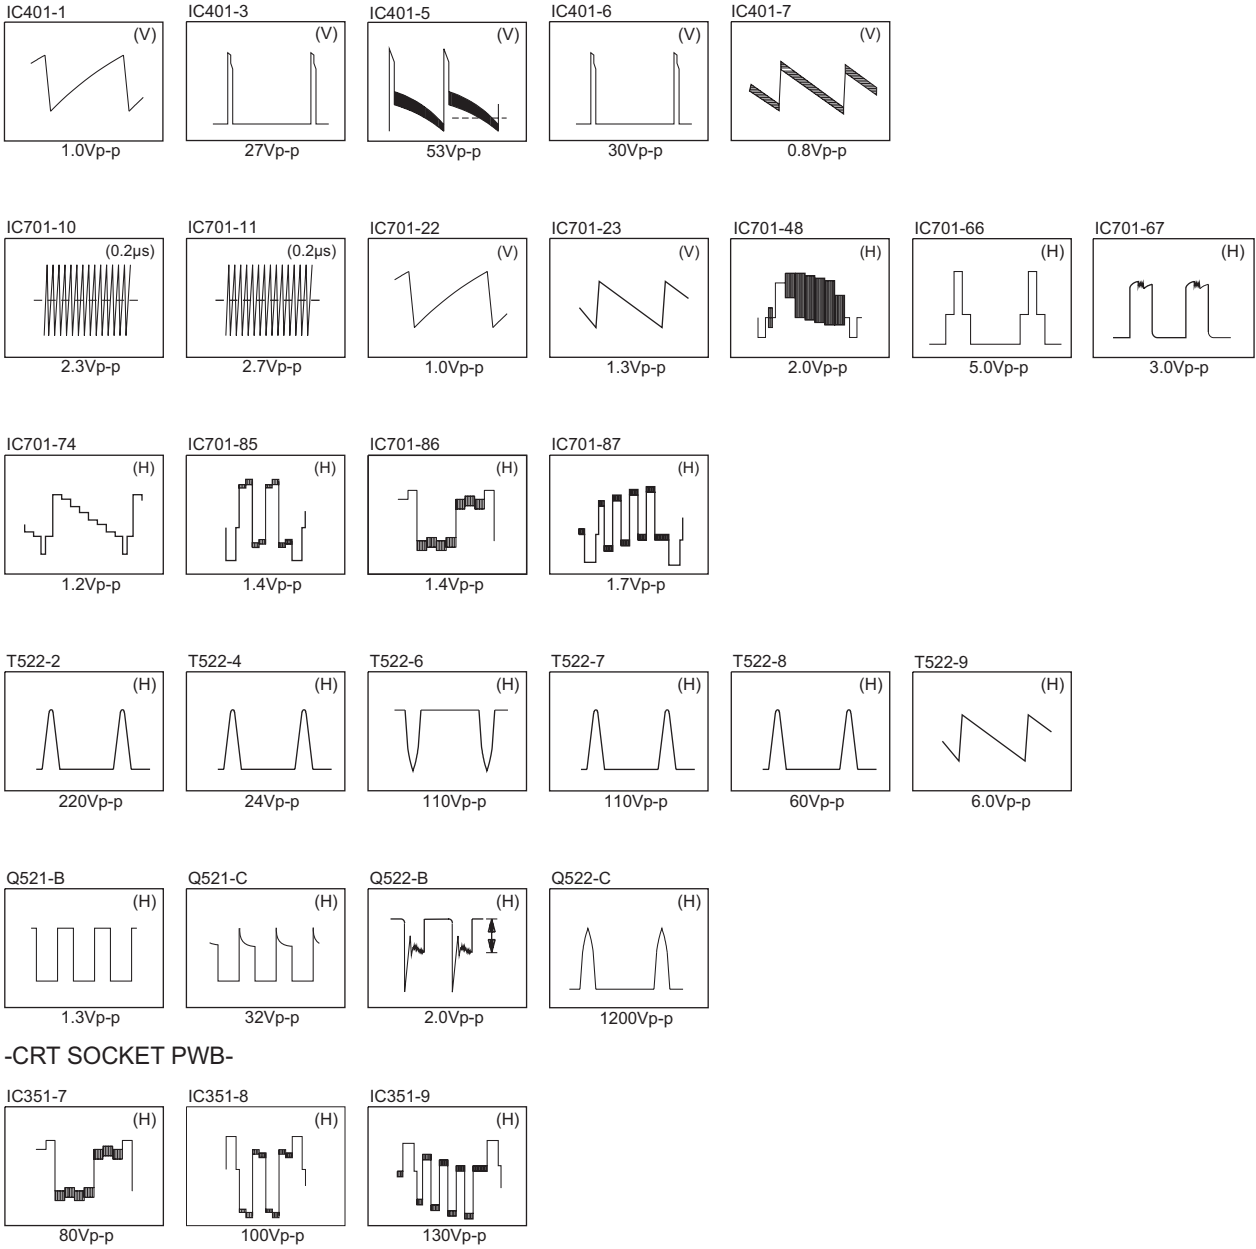 IC401-1 IC401-3 IC401-5 IC401-6 IC401-7
(V) (V) (V) (V) (V)
1.0Vp-p 27Vp-p 53Vp-p 30Vp-p 0.8Vp-p
IC701-10 IC701-11 IC701-22 IC701-23 IC701-48 IC701-66 IC701-67
(0.2μs) (0.2μs) (V) (V) (H) (H) (H)
2.3Vp-p 2.7Vp-p 1.0Vp-p 1.3Vp-p 2.0Vp-p 5.0Vp-p 3.0Vp-p
IC701-74 IC701-85 IC701-86 IC701-87
(H) (H) (H) (H)
1.2Vp-p 1.4Vp-p 1.4Vp-p 1.7Vp-p
T522-2 T522-4 T522-6 T522-7 T522-8 T522-9
(H) (H) (H) (H) (H) (H)
220Vp-p 24Vp-p 110Vp-p 110Vp-p 60Vp-p 6.0Vp-p
Q521-B Q521-C Q522-B Q522-C
(H) (H) (H) (H)
1.3Vp-p 32Vp-p 2.0Vp-p 1200Vp-p
-CRT SOCKET PWB-
IC351-7 IC351-8 IC351-9
(H) (H) (H)
80Vp-p 100Vp-p 130Vp-p